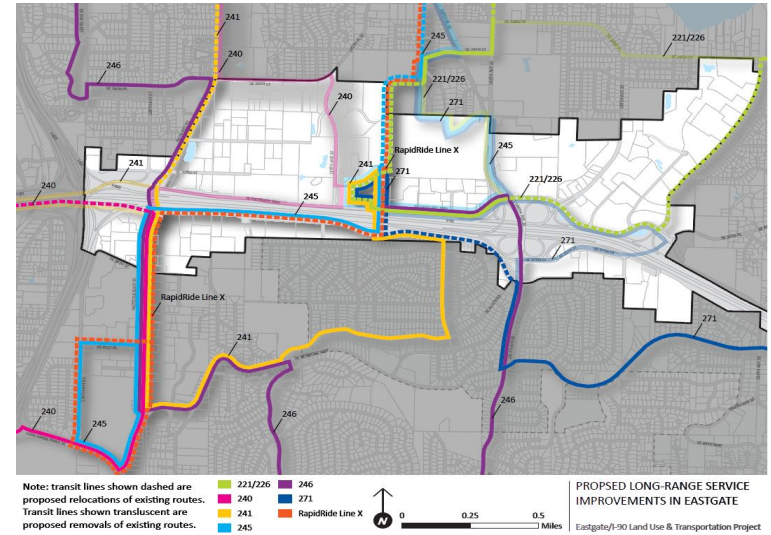 241
246
240
245
221/226
221/226
240
271
RapidRide Line X
241
241
245
240
271
221/226
245
271
RapidRide Line X
241
271
240
245
246
246
Note: transit lines shown dashed are
proposed relocations of existing routes.
Transit lines shown transluscent are
proposed removals of existing routes.
221/226
240
241
245
246
271
RapidRide Line X
N
0 0.25 0.5
Miles
PROPSED LONG-RANGE SERVICE
IMPROVEMENTS IN EASTGATE
Eastgate/I-90 Land Use & Transportation Project